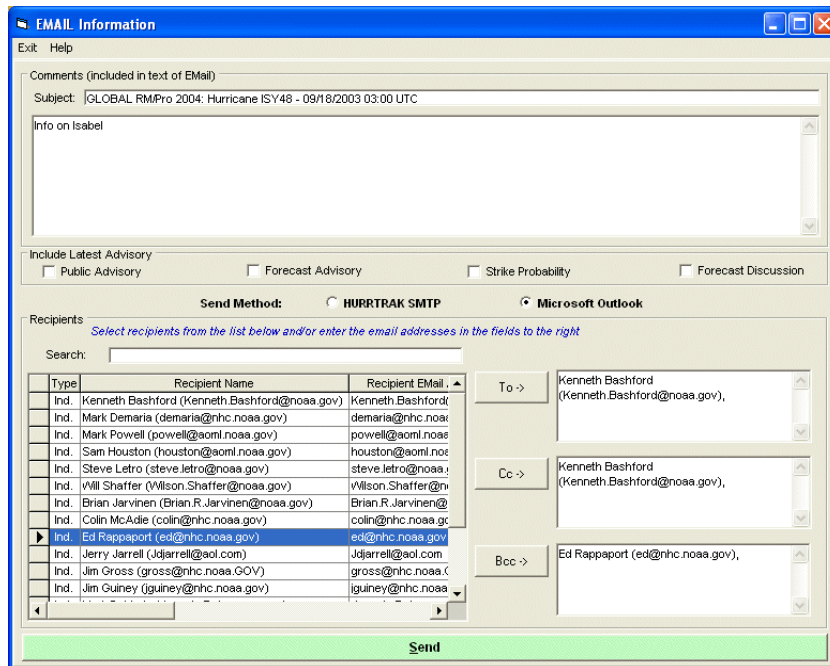 EMAIL Information
Exit Help
Comments (included in text of EMail)
Subject: GLOBAL RM/Pro 2004: Hurricane ISY48 - 09/18/2003 03:00 UTC
Info on Isabel
Include Latest Advisory
Public Advisory Forecast Advisory Strike Probability Forecast Discussion
Send Method: HURRTRAK SMTP Microsoft Outlook
Recipients
Select recipients from the list below and/or enter the email addresses in the fields to the right
Search:
Type Recipient Name Recipient EMail .
Ind. Kenneth Bashford (Kenneth.Bashford@noaa.gov) Kenneth.Bashford(
Ind. Mark Demaria (demaria@nhc.noaa.gov) demaria@nhc.noaa
Ind. Mark Powell (powell@aoml.noaa.gov) powell@aoml.noaa
Ind. Sam Houston (houston@aoml.noaa.gov) houston@aoml.noa
Ind. Steve Letro (steve.letro@noaa.gov) steve.letro@noaa.g
Ind. Will Shaffer (Wilson.Shaffer@noaa.gov) Wilson.Shaffer@n
Ind. Brian Jarvinen (Brian.R.Jarvinen@noaa.gov) Brian.R.Jarvinen@
Ind. Colin McAdie (colin@nhc.noaa.gov) colin@nhc.noaa.go
Ind. Ed Rappaport (ed@nhc.noaa.gov) ed@nhc.noaa.gov
Ind. Jerry Jarrell (Jdjarrell@aol.com) Jdjarrell@aol.com
Ind. Jim Gross (gross@nhc.noaa.GOV) gross@nhc.noaa.G
Ind. Jim Guiney (jguiney@nhc.noaa.gov) jguiney@nhc.noaa
To ->
Kenneth Bashford
(Kenneth.Bashford@noaa.gov),
Cc ->
Kenneth Bashford
(Kenneth.Bashford@noaa.gov),
Bcc ->
Ed Rappaport (ed@nhc.noaa.gov),
Send